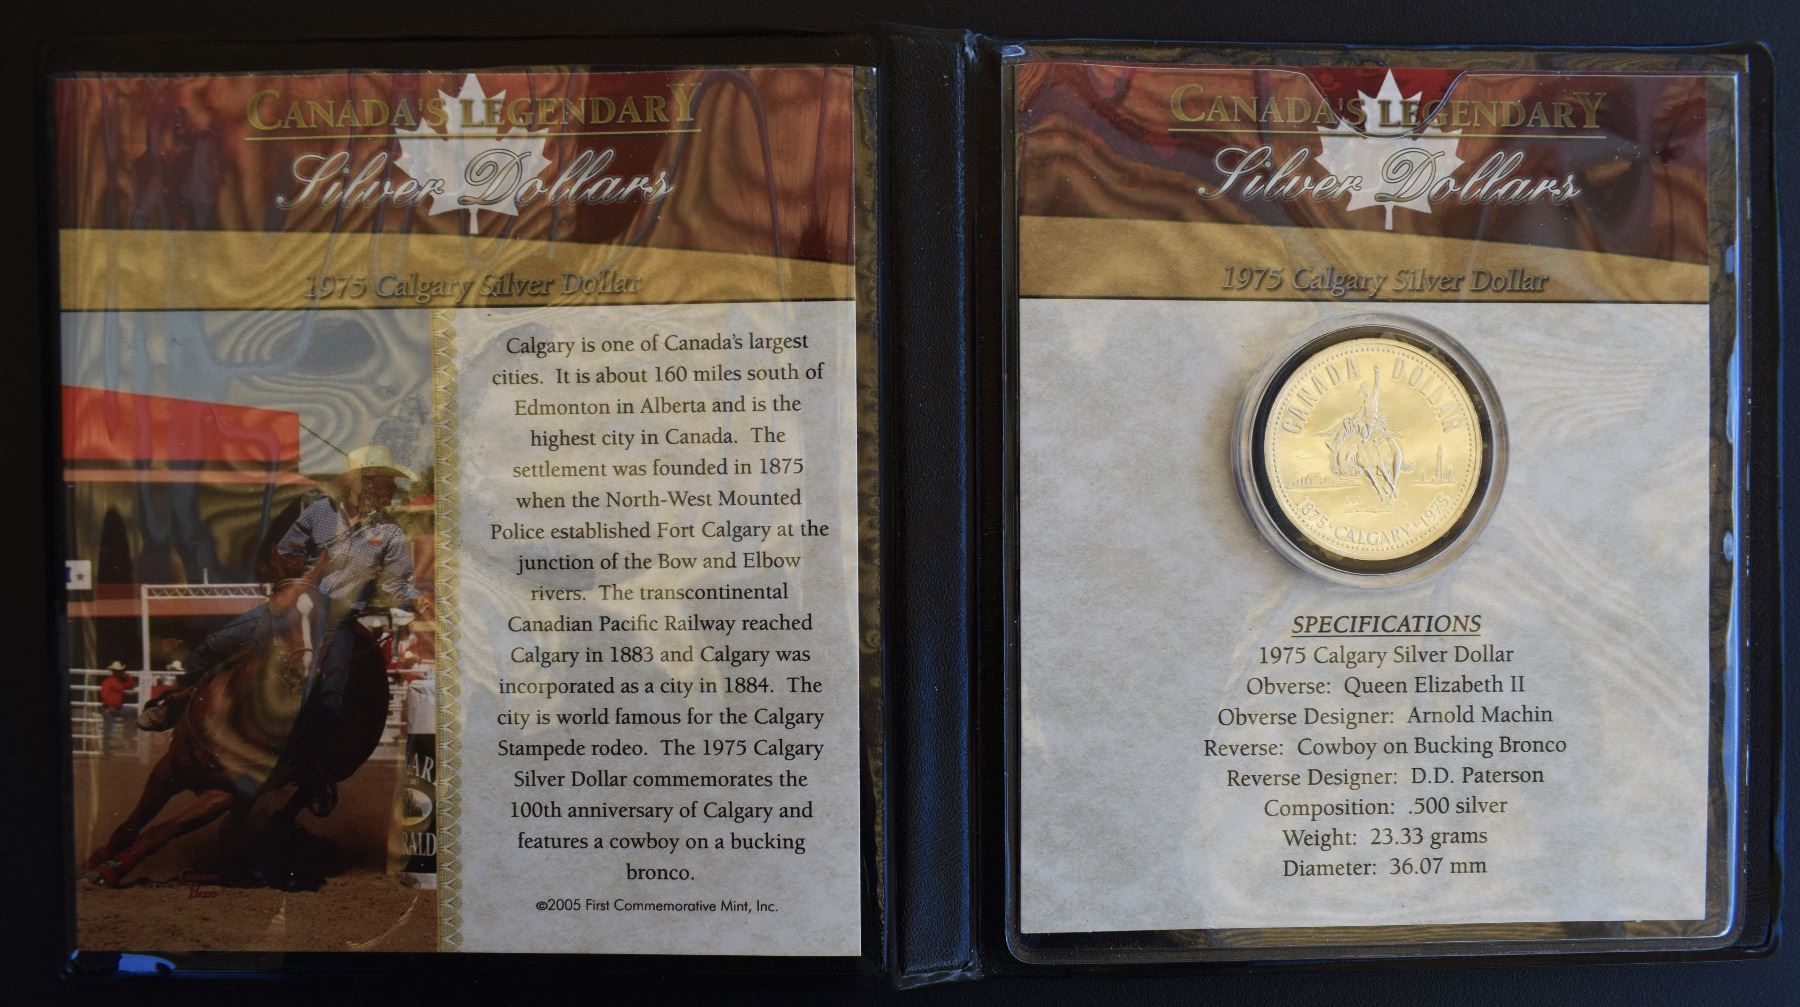 CANADA'S LEGENDARY
Silver Dollars
1975 Calgary Silver Dollar
Calgary is one of Canada's largest
cities. It is about 160 miles south of
Edmonton in Alberta and is the
highest city in Canada. The
settlement was founded in 1875
when the North-West Mounted
Police established Fort Calgary at the
junction of the Bow and Elbow
rivers. The transcontinental
Canadian Pacific Railway reached
Calgary in 1883 and Calgary was
incorporated as a city in 1884. The
city is world famous for the Calgary
Stampede rodeo. The 1975 Calgary
Silver Dollar commemorates the
100th anniversary of Calgary and
features a cowboy on a bucking
bronco.
©2005 First Commemorative Mint, Inc.
CANADA'S LEGENDARY
Silver Dollars
1975 Calgary Silver Dollar
CANADA DOLLAR
1875 · CALGARY · 1975
SPECIFICATIONS
1975 Calgary Silver Dollar
Obverse: Queen Elizabeth II
Obverse Designer: Arnold Machin
Reverse: Cowboy on Bucking Bronco
Reverse Designer: D.D. Paterson
Composition: .500 silver
Weight: 23.33 grams
Diameter: 36.07 mm